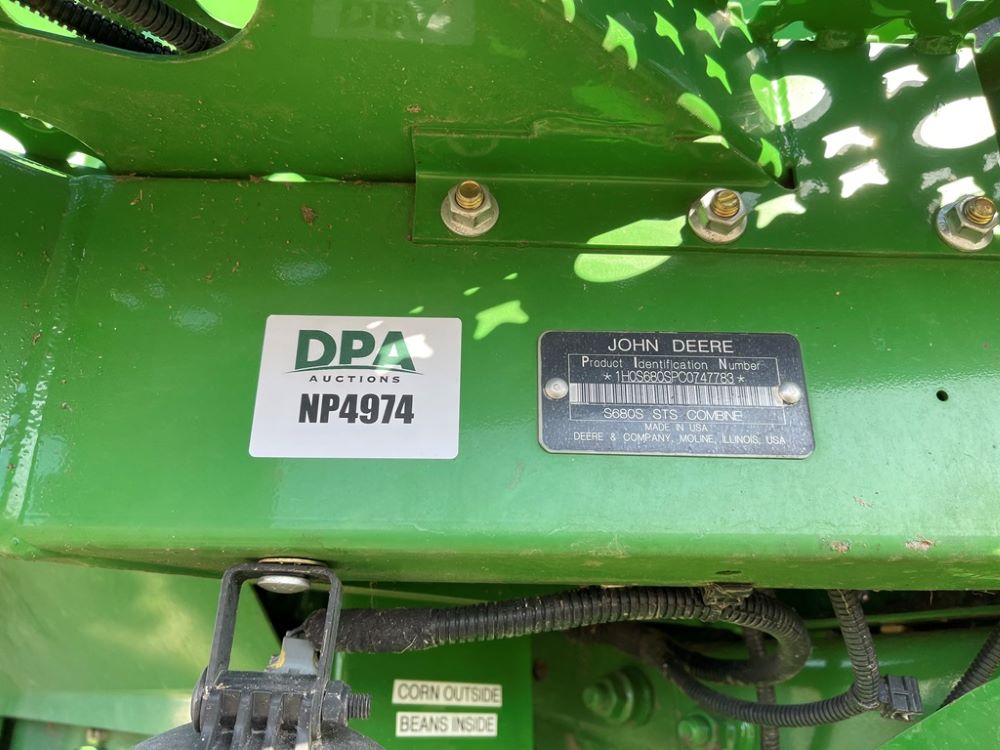 DPA
AUCTIONS
NP4974
JOHN DEERE
Product Identification Number
*1H0S680SPC0747783*
S680S STS COMBINE
MADE IN USA
DEERE & COMPANY, MOLINE, ILLINOIS, USA
CORN OUTSIDE
BEANS INSIDE